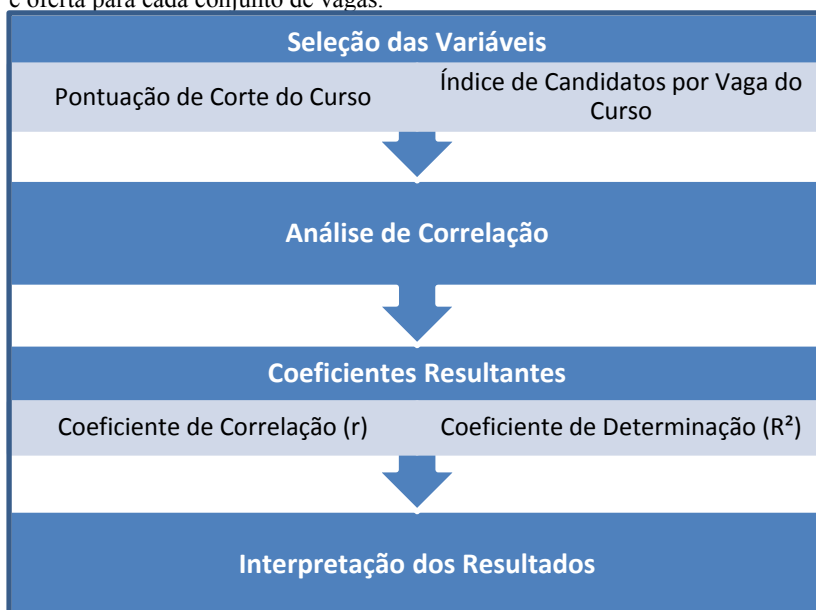 e oferta para cada conjunto de vagas.
Seleção das Variáveis
Pontuação de Corte do Curso
Índice de Candidatos por Vaga do
Curso
Análise de Correlação
Coeficientes Resultantes
Coeficiente de Correlação (r)
Coeficiente de Determinação (R²)
Interpretação dos Resultados